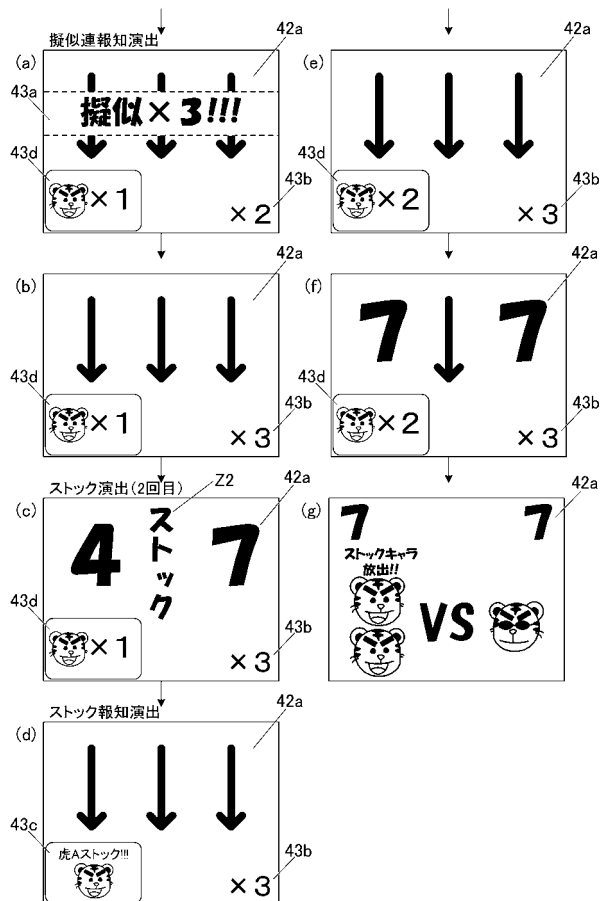 擬似連報知演出
(a)
42a
43a
擬似×3!!!
43d
×1
43b
×2
(b)
42a
43d
×1
43b
×3
ストック演出(2回目)
Z2
(c)
42a
4
ストック
7
43d
×1
43b
×3
ストック報知演出
(d)
42a
43c
虎Aストック!!!
43b
×3
(e)
42a
43d
×2
43b
×3
(f)
42a
7
7
43d
×2
43b
×3
(g)
42a
7
7
ストックキャラ
放出!!
VS